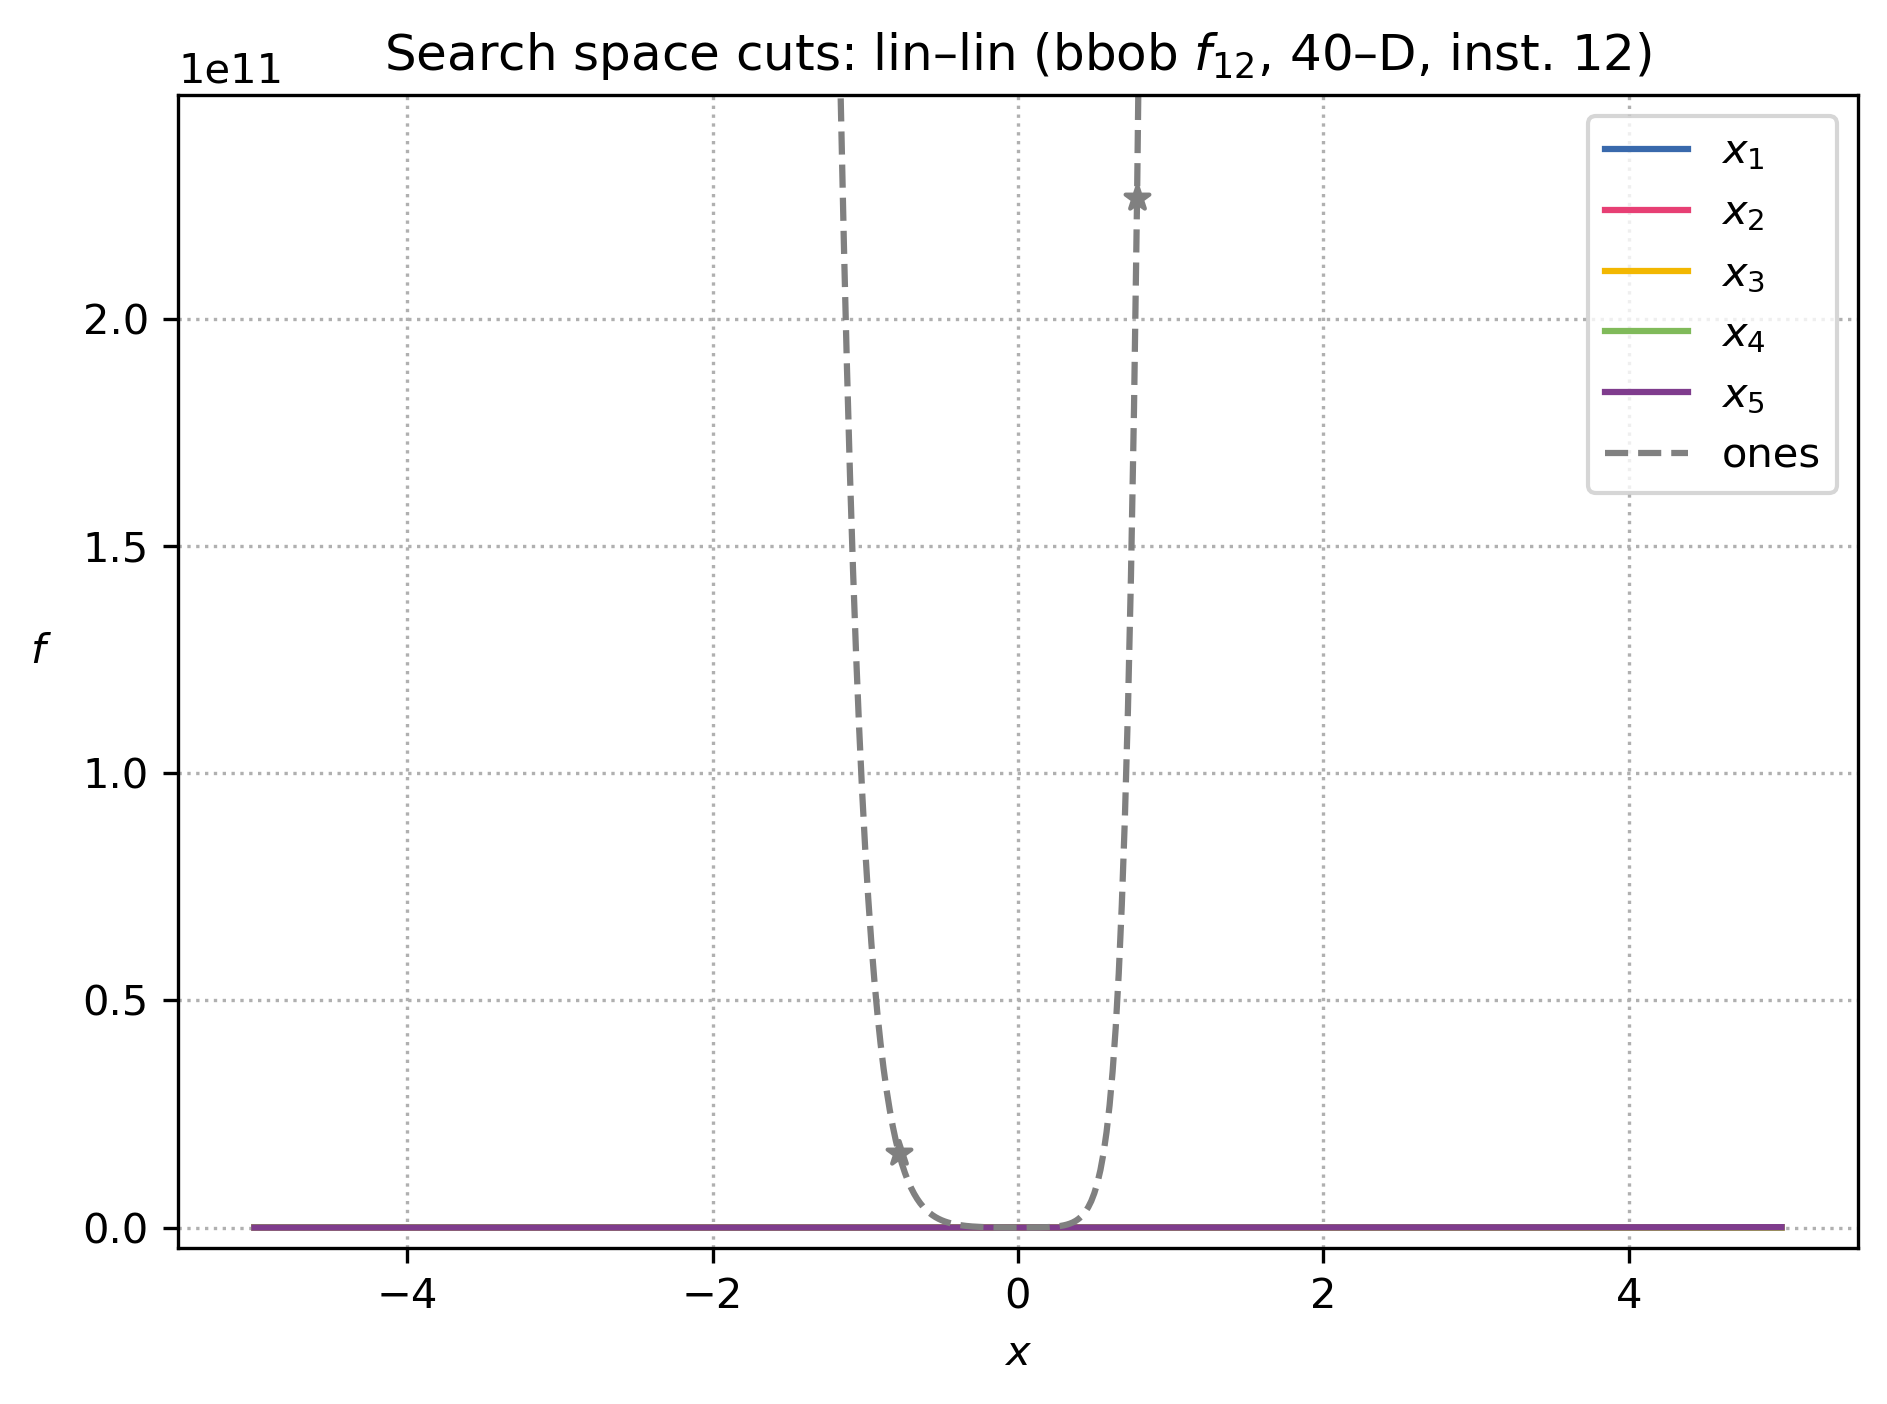 Search space cuts: lin–lin (bbob f12, 40–D, inst. 12)
1e11
x1
x2
x3
x4
x5
ones
2.0
1.5
1.0
0.5
0.0
f
−4 −2 0 2 4
x